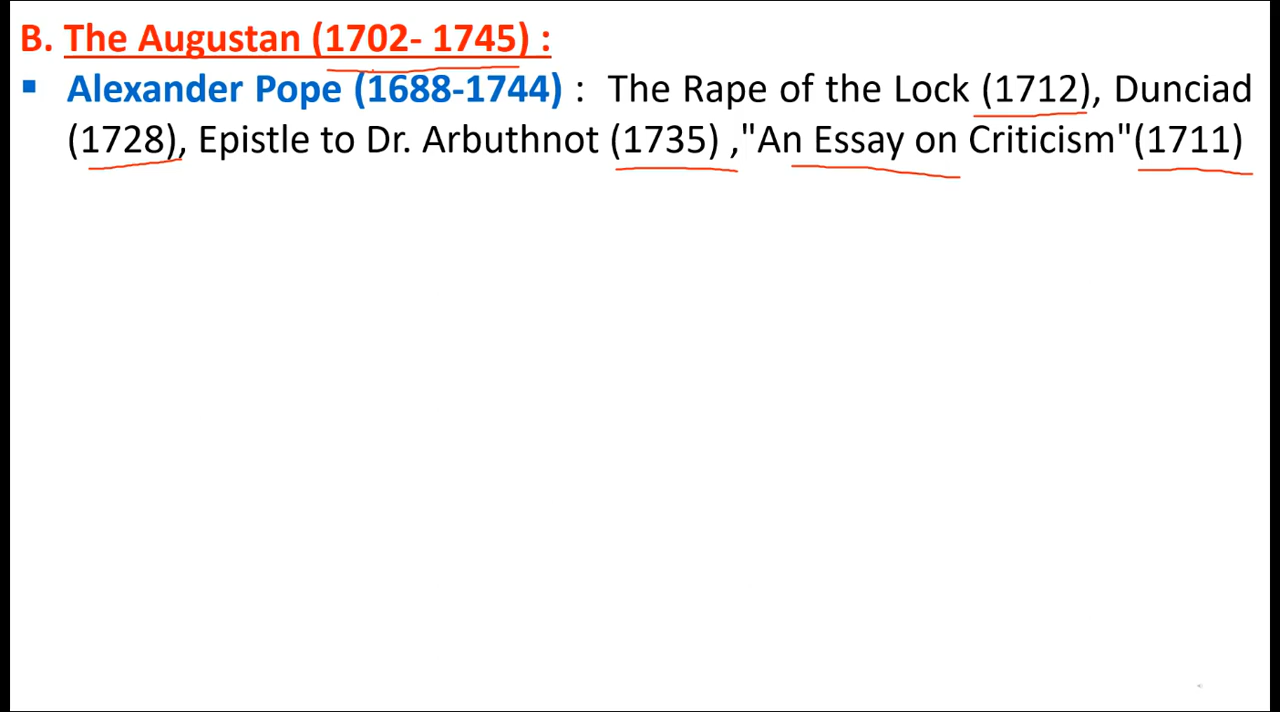 B. The Augustan (1702- 1745) :
▪ Alexander Pope (1688-1744) : The Rape of the Lock (1712), Dunciad
(1728), Epistle to Dr. Arbuthnot (1735) ,"An Essay on Criticism"(1711)